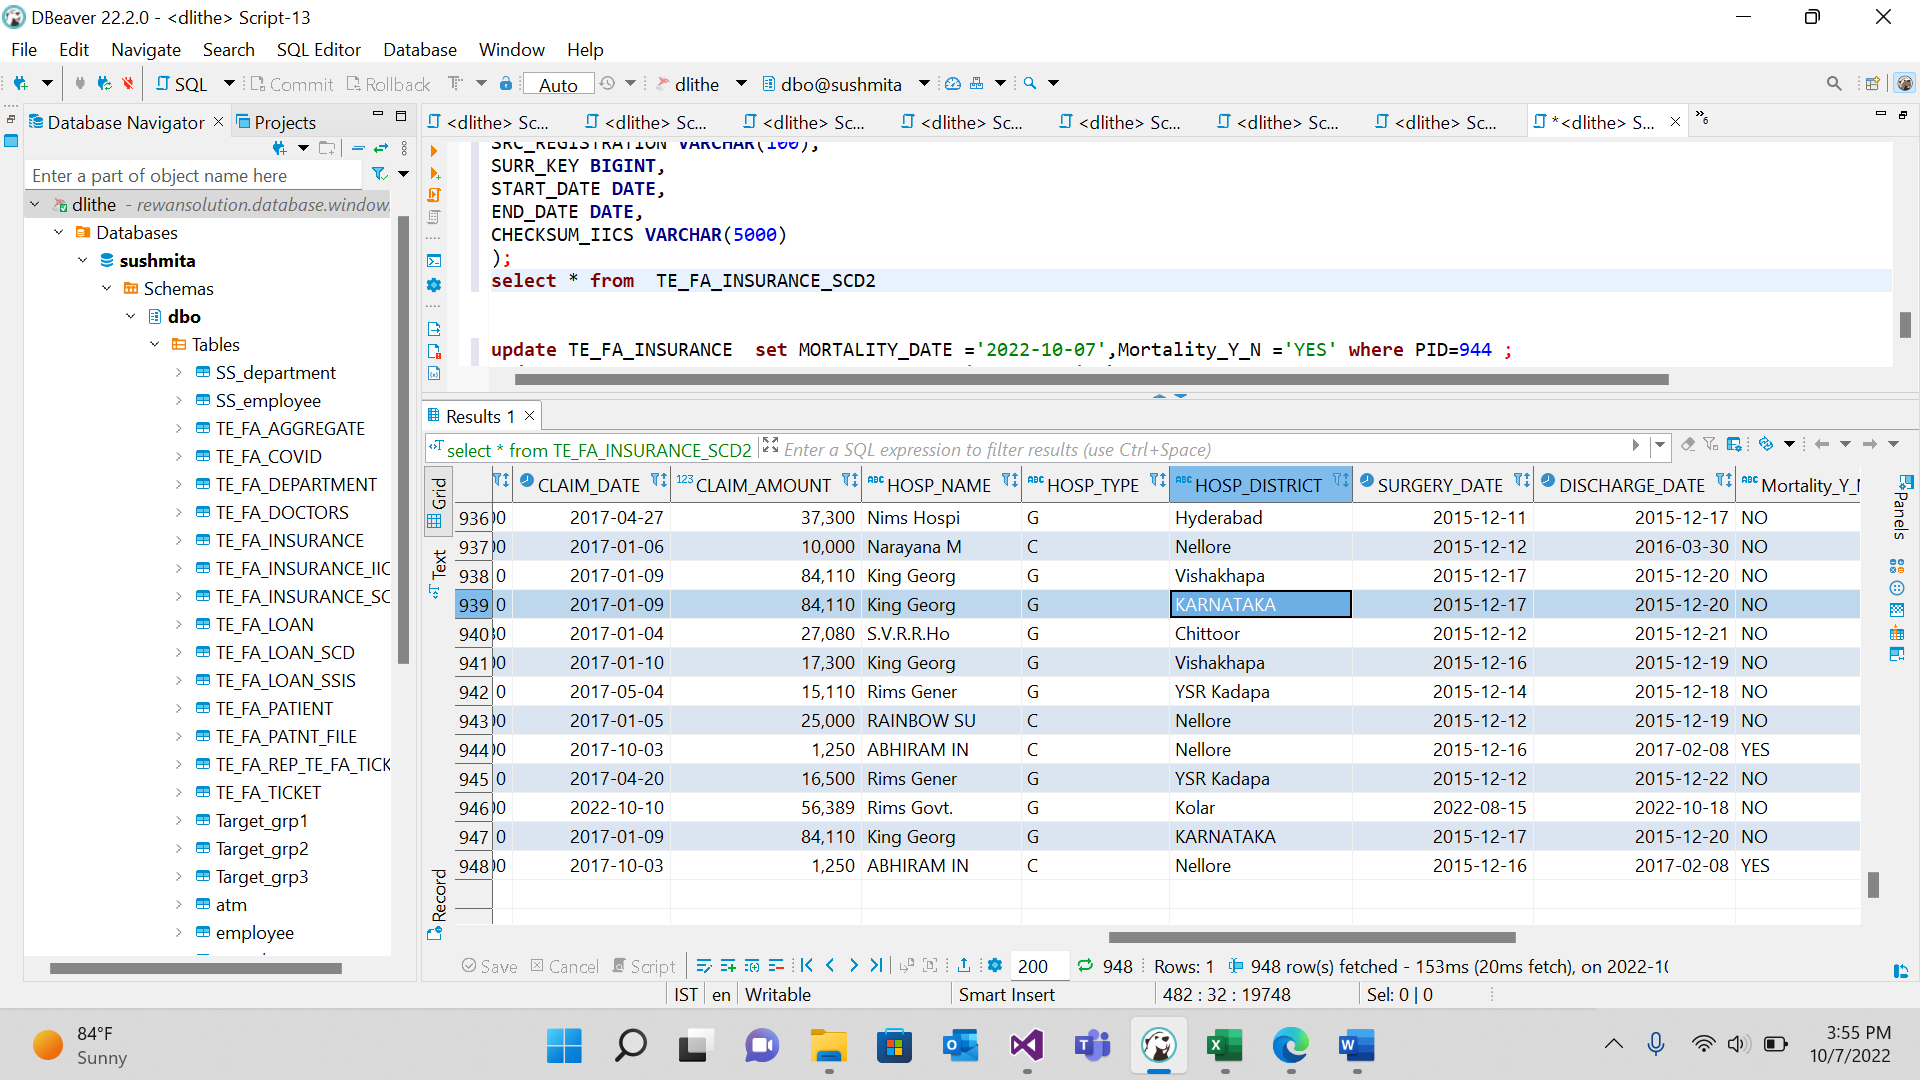 DBeaver 22.2.0 - <dlithe> Script-13
File Edit Navigate Search SQL Editor Database Window Help
SQL Commit Rollback Auto dlithe dbo@sushmita
Database Navigator Projects
<dlithe> Sc... <dlithe> Sc... <dlithe> Sc... <dlithe> Sc... <dlithe> Sc... <dlithe> Sc... <dlithe> Sc... *<dlithe> S... »6
Enter a part of object name here
dlithe - rewansolution.database.window.
Databases
sushmita
Schemas
dbo
Tables
SS_department
SS_employee
TE_FA_AGGREGATE
TE_FA_COVID
TE_FA_DEPARTMENT
TE_FA_DOCTORS
TE_FA_INSURANCE
TE_FA_INSURANCE_IIC
TE_FA_INSURANCE_SC
TE_FA_LOAN
TE_FA_LOAN_SCD
TE_FA_LOAN_SSIS
TE_FA_PATIENT
TE_FA_PATNT_FILE
TE_FA_REP_TE_FA_TICK
TE_FA_TICKET
Target_grp1
Target_grp2
Target_grp3
atm
employee
SRC_REGISTRATION VARCHAR(100),
SURR_KEY BIGINT,
START_DATE DATE,
END_DATE DATE,
CHECKSUM_IICS VARCHAR(5000)
);
select * from  TE_FA_INSURANCE_SCD2
update TE_FA_INSURANCE  set MORTALITY_DATE ='2022-10-07',Mortality_Y_N ='YES' where PID=944 ;
Results 1
select * from TE_FA_INSURANCE_SCD2 Enter a SQL expression to filter results (use Ctrl+Space)
Grid
Text
Record
Panels
CLAIM_DATE 123 CLAIM_AMOUNT ABC HOSP_NAME ABC HOSP_TYPE ABC HOSP_DISTRICT SURGERY_DATE DISCHARGE_DATE ABC Mortality_Y_N
936 00 2017-04-27 37,300 Nims Hospi G Hyderabad 2015-12-11 2015-12-17 NO
937 00 2017-01-06 10,000 Narayana M C Nellore 2015-12-12 2016-03-30 NO
938 0 2017-01-09 84,110 King Georg G Vishakhapa 2015-12-17 2015-12-20 NO
939 0 2017-01-09 84,110 King Georg G KARNATAKA 2015-12-17 2015-12-20 NO
940 30 2017-01-04 27,080 S.V.R.R.Ho G Chittoor 2015-12-12 2015-12-21 NO
941 00 2017-01-10 17,300 King Georg G Vishakhapa 2015-12-16 2015-12-19 NO
942 0 2017-05-04 15,110 Rims Gener G YSR Kadapa 2015-12-14 2015-12-18 NO
943 00 2017-01-05 25,000 RAINBOW SU C Nellore 2015-12-12 2015-12-19 NO
944 00 2017-10-03 1,250 ABHIRAM IN C Nellore 2015-12-16 2017-02-08 YES
945 0 2017-04-20 16,500 Rims Gener G YSR Kadapa 2015-12-12 2015-12-22 NO
946 00 2022-10-10 56,389 Rims Govt. G Kolar 2022-08-15 2022-10-18 NO
947 0 2017-01-09 84,110 King Georg G KARNATAKA 2015-12-17 2015-12-20 NO
948 00 2017-10-03 1,250 ABHIRAM IN C Nellore 2015-12-16 2017-02-08 YES
Save Cancel Script 200 948 Rows: 1 948 row(s) fetched - 153ms (20ms fetch), on 2022-10
IST en Writable Smart Insert 482 : 32 : 19748 Sel: 0 | 0
84°F
Sunny
3:55 PM
10/7/2022